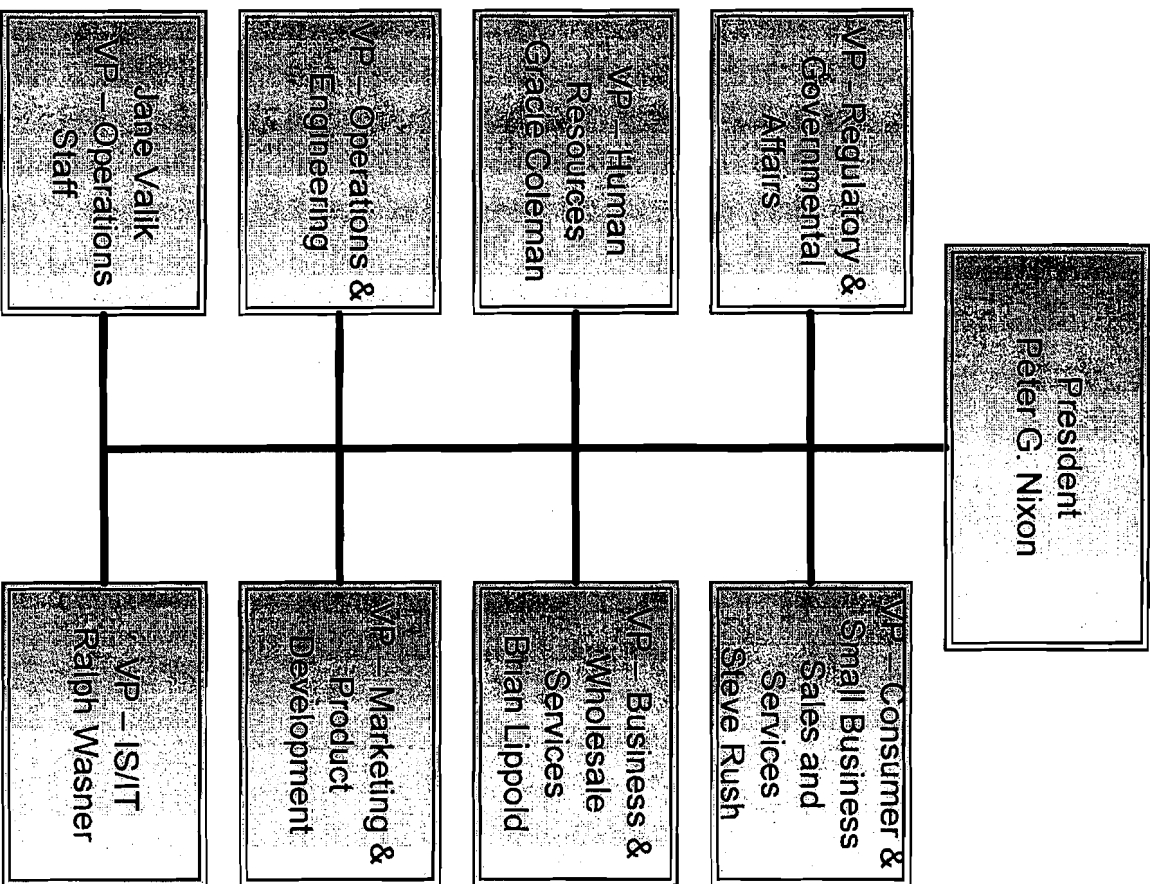 President
Peter G. Nixon
VP – Regulatory &
Governmental
Affairs
VP – Consumer &
Small Business
Sales and
Services
Steve Rush
VP – Human
Resources
Gracie Coleman
VP – Business &
Wholesale
Services
Brian Lippold
VP – Operations &
Engineering
VP – Marketing &
Product
Development
Jane Valik
VP – Operations
Staff
VP – IS/IT
Ralph Wasner